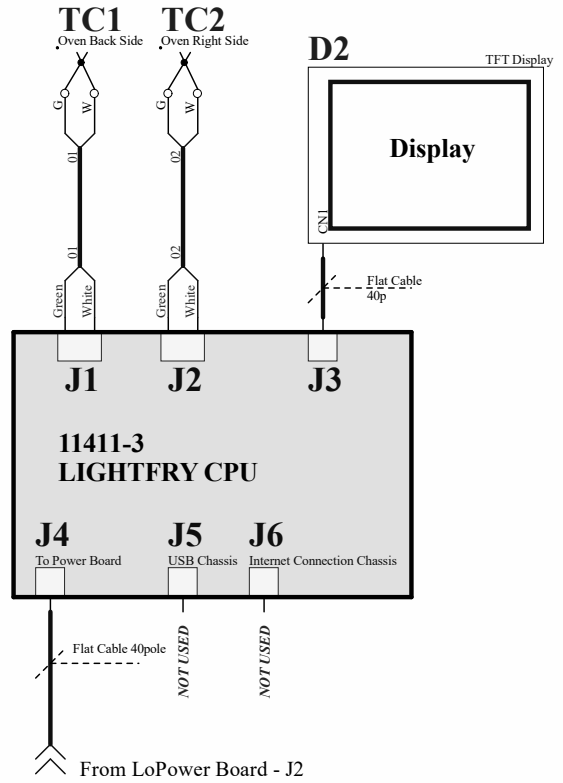 TC1
Oven Back Side
TC2
Oven Right Side
D2
TFT Display
Display
CN1
G
W
G
W
01
02
01
02
Flat Cable
40p
Green
White
Green
White
J1
J2
J3
11411-3
LIGHTFRY CPU
J4
To Power Board
J5
USB Chassis
J6
Internet Connection Chassis
Flat Cable 40pole
NOT USED
NOT USED
From LoPower Board - J2